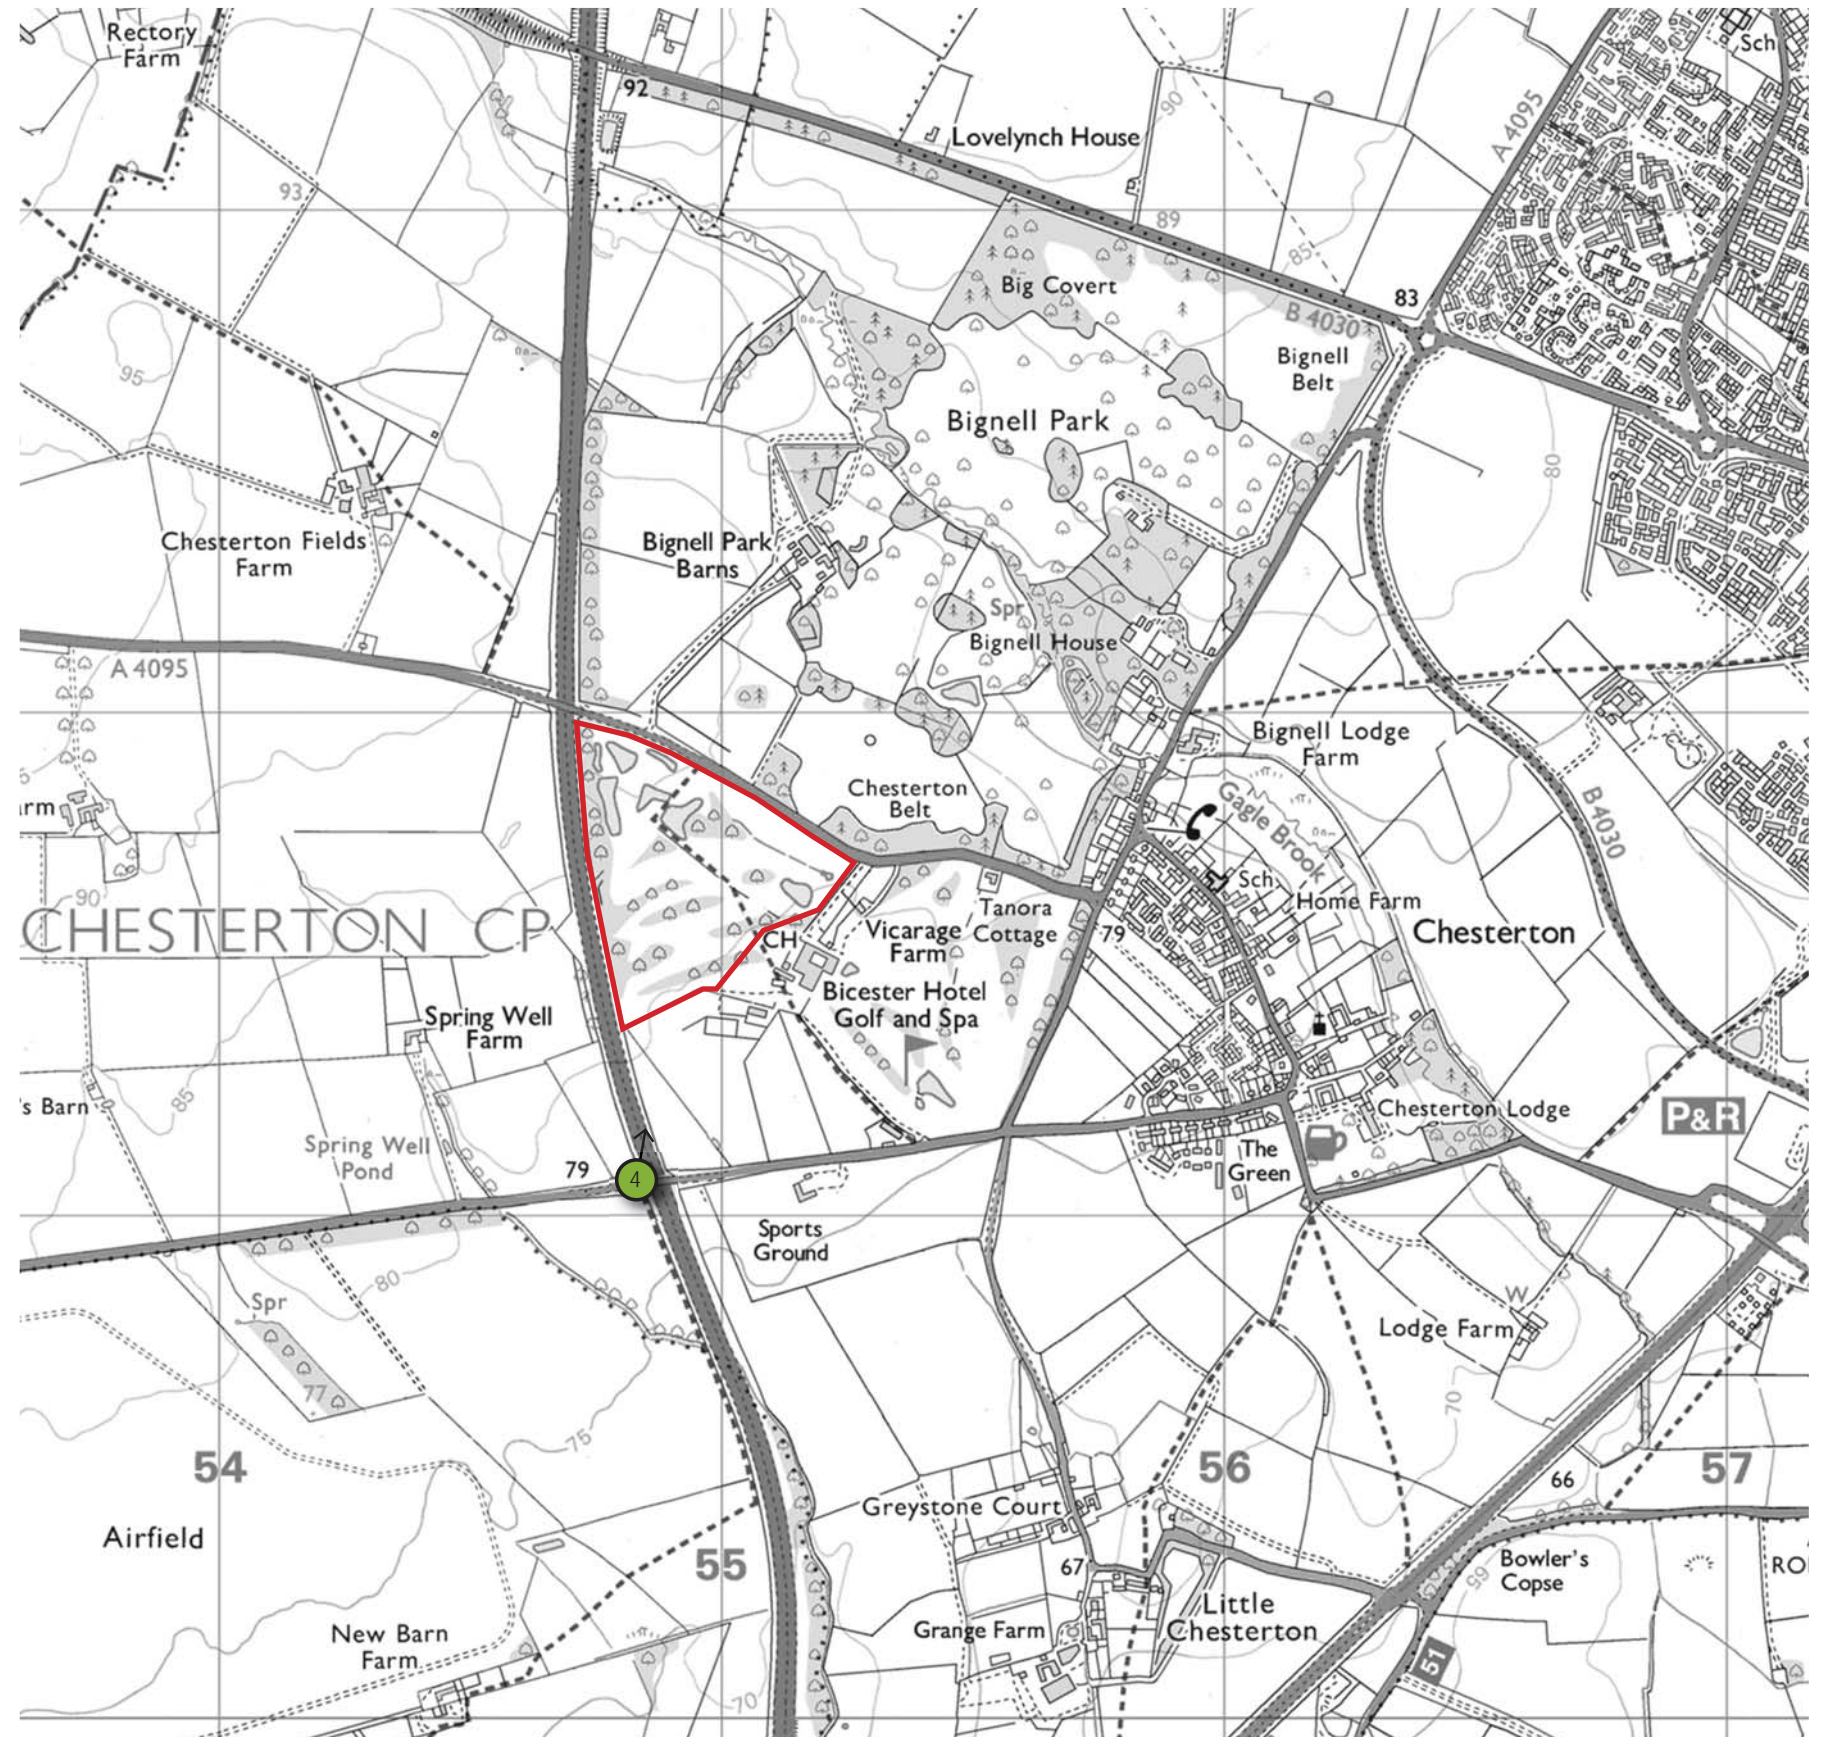 Rectory
Farm
Sch
92
A 4095
90
Lovelynch House
93
89
85
Big Covert
83
B 4030
Bignell
Belt
95
Bignell Park
80
Chesterton Fields
Farm
Bignell Park
Barns
Spr
Bignell House
A 4095
Bignell Lodge
Farm
Chesterton
Belt
Gagle Brook
B 4030
rm
Sch
Home Farm
90
CHESTERTON CP
Tanora
Cottage
79
Chesterton
CH
Vicarage
Farm
Bicester Hotel
Golf and Spa
Spring Well
Farm
85
's Barn
Chesterton Lodge
P&R
Spring Well
Pond
79
4
The
Green
Sports
Ground
80
Spr
W
Lodge Farm
77
70
75
54
56
57
66
Greystone Court
Airfield
55
67
Bowler's
Copse
65
RO
Little
Chesterton
New Barn
Farm
Grange Farm
51
70